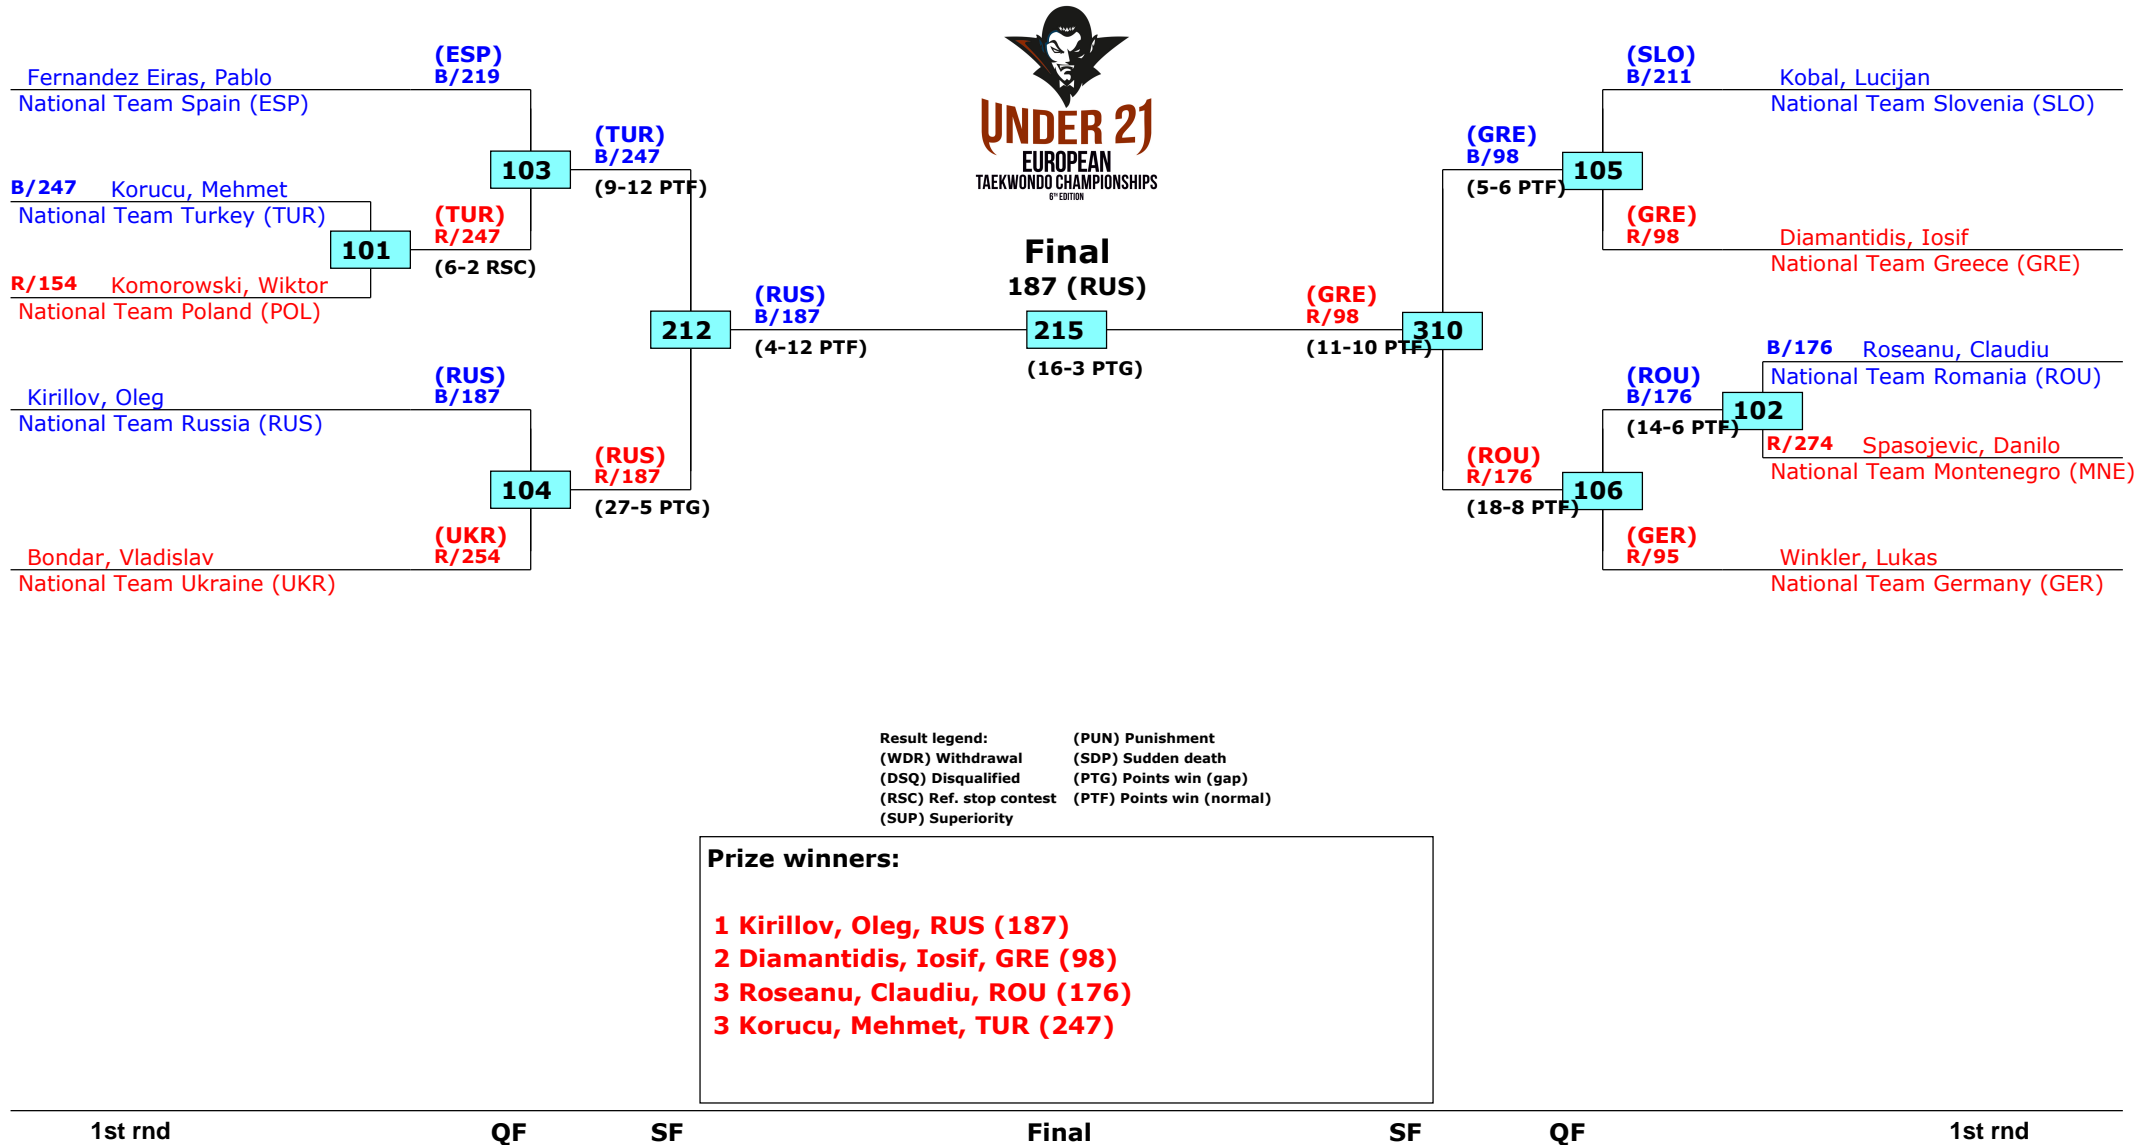 (ESP)
B/219
Fernandez Eiras, Pablo
National Team Spain (ESP)
103
(TUR)
B/247
(9-12 PTF)
B/247 Korucu, Mehmet
National Team Turkey (TUR)
101
(TUR)
R/247
(6-2 RSC)
R/154 Komorowski, Wiktor
National Team Poland (POL)
212
(RUS)
B/187
(4-12 PTF)
(RUS)
B/187
Kirillov, Oleg
National Team Russia (RUS)
104
(RUS)
R/187
(27-5 PTG)
(UKR)
R/254
Bondar, Vladislav
National Team Ukraine (UKR)
UNDER 21
EUROPEAN
TAEKWONDO CHAMPIONSHIPS
6TH EDITION
Final
187 (RUS)
215
(16-3 PTG)
(GRE)
R/98
(11-10 PTF)
310
(GRE)
B/98
(5-6 PTF)
105
(SLO)
B/211
Kobal, Lucijan
National Team Slovenia (SLO)
(GRE)
R/98
Diamantidis, Iosif
National Team Greece (GRE)
B/176 Roseanu, Claudiu
National Team Romania (ROU)
(ROU)
B/176
(14-6 PTF)
102
R/274 Spasojevic, Danilo
National Team Montenegro (MNE)
(ROU)
R/176
(18-8 PTF)
106
(GER)
R/95
Winkler, Lukas
National Team Germany (GER)
Result legend:
(WDR) Withdrawal
(DSQ) Disqualified
(RSC) Ref. stop contest
(SUP) Superiority
(PUN) Punishment
(SDP) Sudden death
(PTG) Points win (gap)
(PTF) Points win (normal)
Prize winners:
1 Kirillov, Oleg, RUS (187)
2 Diamantidis, Iosif, GRE (98)
3 Roseanu, Claudiu, ROU (176)
3 Korucu, Mehmet, TUR (247)
1st rnd QF SF Final SF QF 1st rnd